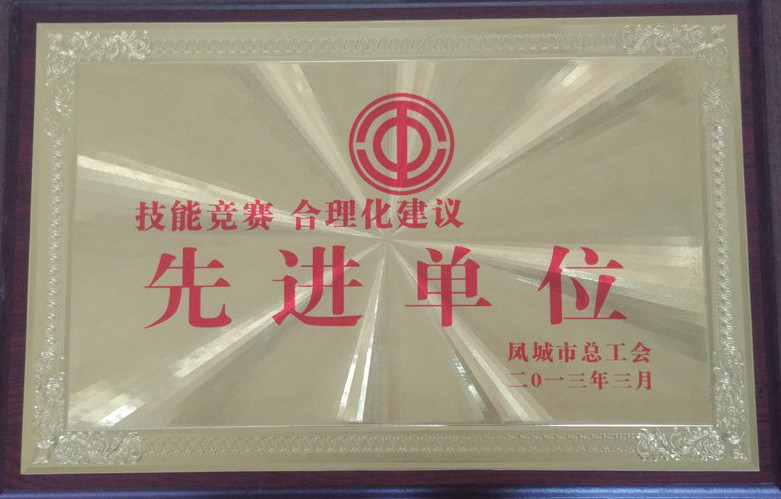 技能竞赛 合理化建议
先进单位
凤城市总工会
二〇一三年三月